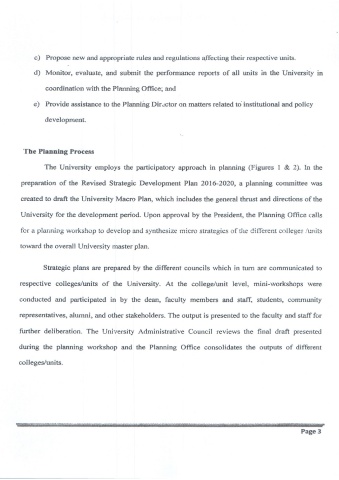 c) Propose new and appropriate rules and regulations affecting their respective units.
d) Monitor, evaluate, and submit the performance reports of all units in the University in
coordination with the Planning Office; and
e) Provide assistance to the Planning Director on matters related to institutional and policy
development.
The Planning Process
The University employs the participatory approach in planning (Figures 1 & 2). In the
preparation of the Revised Strategic Development Plan 2016-2020, a planning committee was
created to draft the University Macro Plan, which includes the general thrust and directions of the
University for the development period. Upon approval by the President, the Planning Office calls
for a planning workshop to develop and synthesize micro strategies of the different colleges /units
toward the overall University master plan.
Strategic plans are prepared by the different councils which in turn are communicated to
respective colleges/units of the University. At the college/unit level, mini-workshops were
conducted and participated in by the dean, faculty members and staff, students, community
representatives, alumni, and other stakeholders. The output is presented to the faculty and staff for
further deliberation. The University Administrative Council reviews the final draft presented
during the planning workshop and the Planning Office consolidates the outputs of different
colleges/units.
Page 3